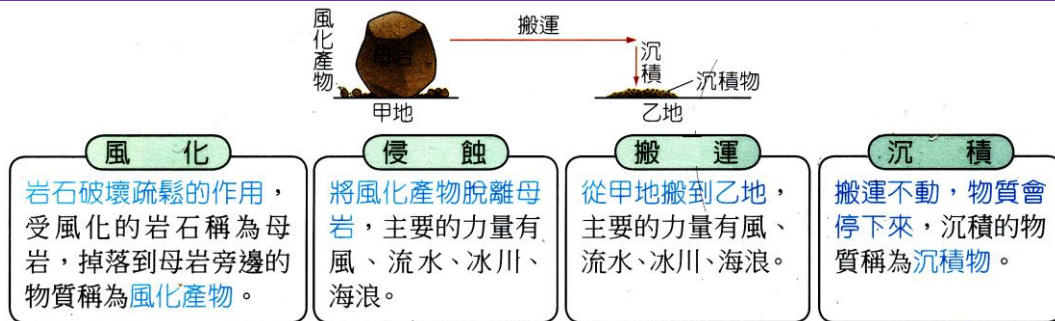 風化產物
母岩
搬運
沉積
沉積物
甲地
乙地
風化
岩石破壞疏鬆的作用，
受風化的岩石稱為母
岩，掉落到母岩旁邊的
物質稱為風化產物。
侵蝕
將風化產物脫離母
岩，主要的力量有
風、流水、冰川、
海浪。
搬運
從甲地搬到乙地，
主要的力量有風、
流水、冰川、海浪。
沉積
搬運不動，物質會
停下來，沉積的物
質稱為沉積物。